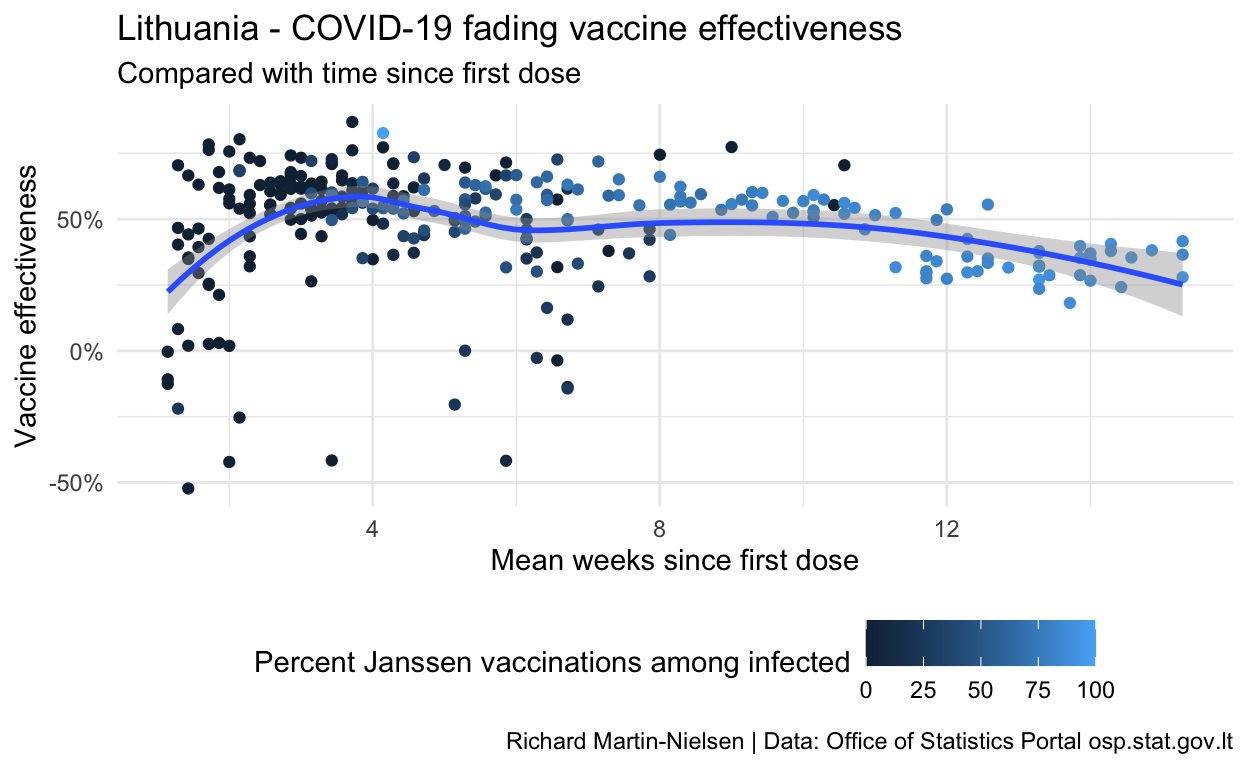 Lithuania - COVID-19 fading vaccine effectiveness
Compared with time since first dose
Vaccine effectiveness
50%
0%
-50%
4 8 12
Mean weeks since first dose
Percent Janssen vaccinations among infected
0 25 50 75 100
Richard Martin-Nielsen | Data: Office of Statistics Portal osp.stat.gov.lt